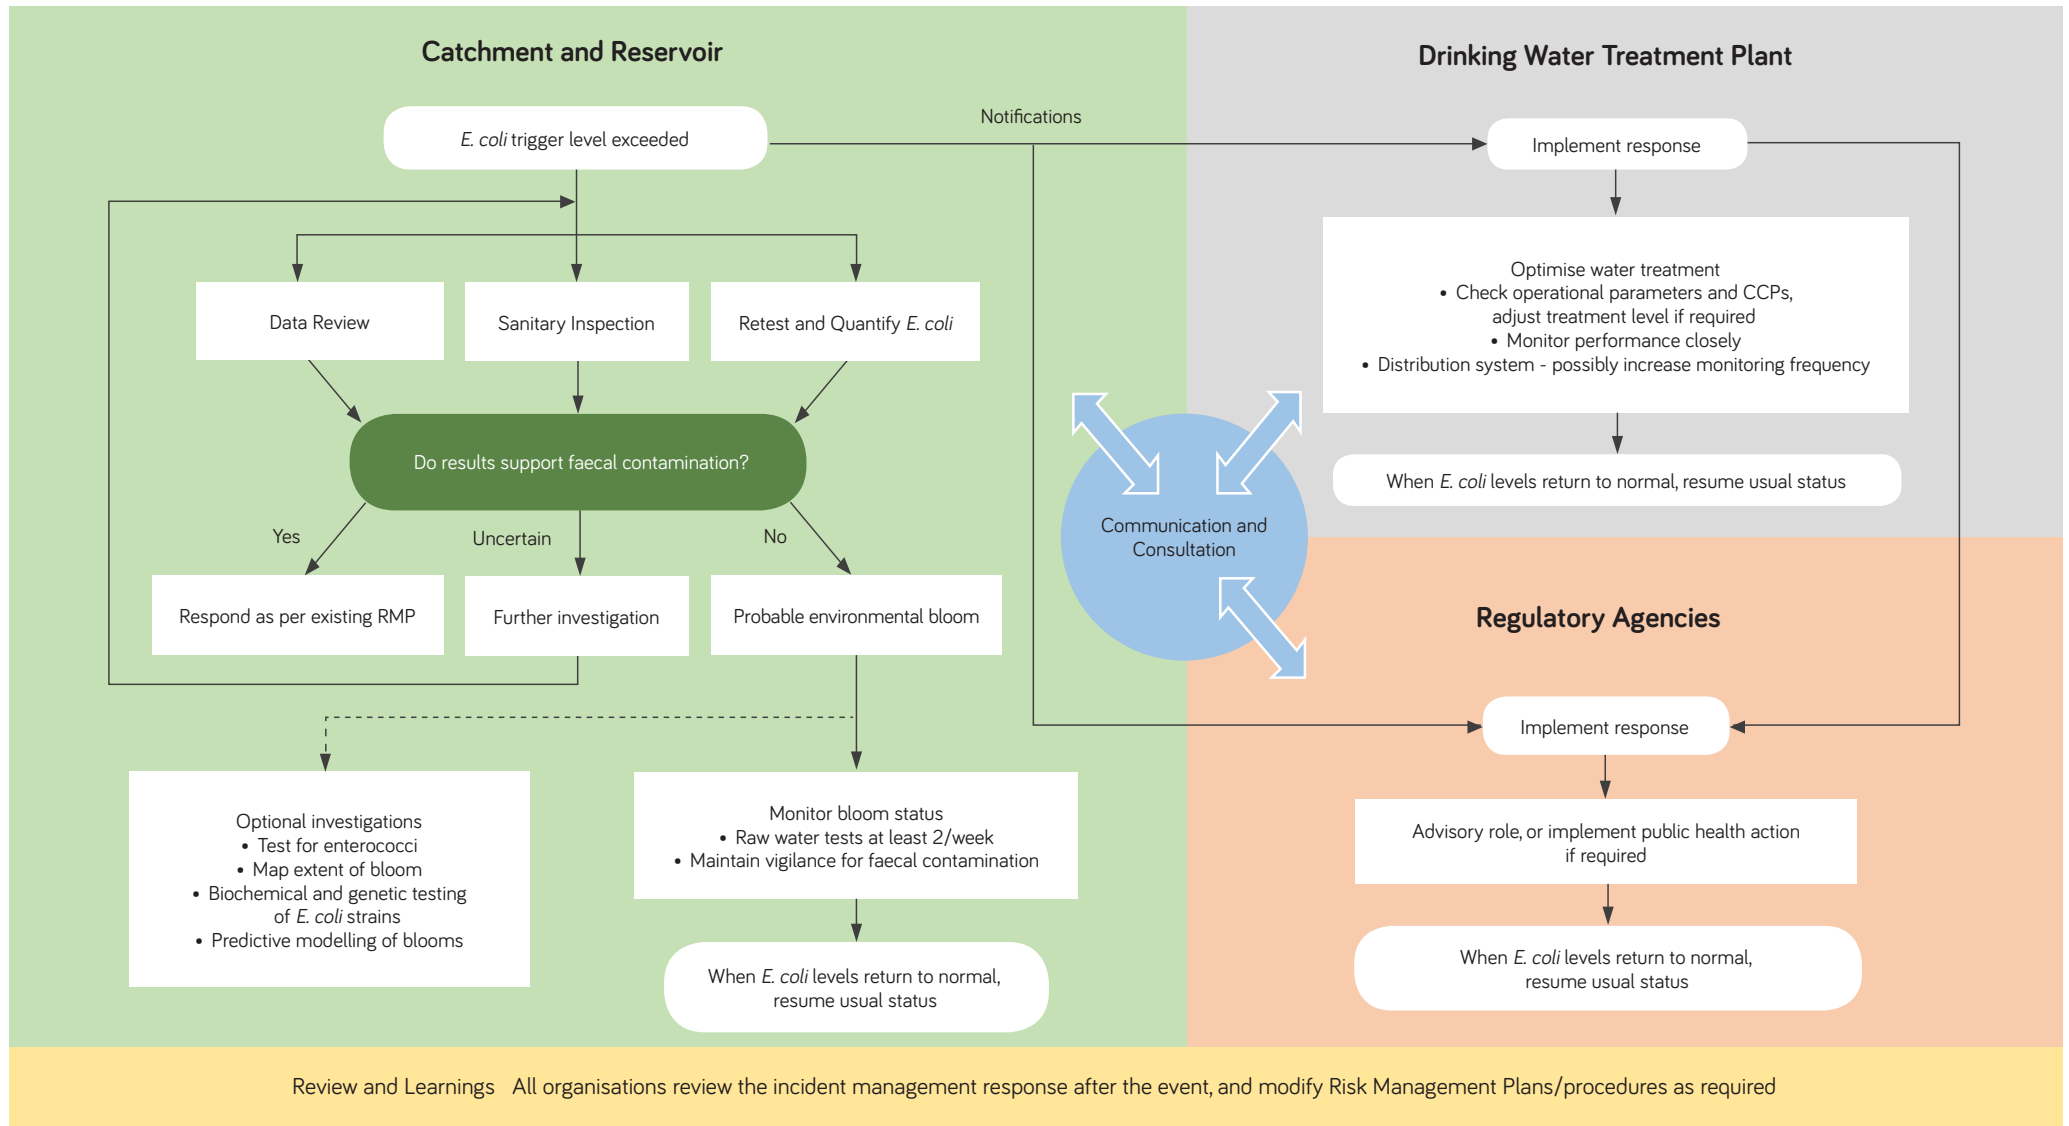 Catchment and Reservoir
E. coli trigger level exceeded
Notifications
Data Review
Sanitary Inspection
Retest and Quantify E. coli
Do results support faecal contamination?
Yes
Uncertain
No
Respond as per existing RMP
Further investigation
Probable environmental bloom
Optional investigations
• Test for enterococci
• Map extent of bloom
• Biochemical and genetic testing
of E. coli strains
• Predictive modelling of blooms
Monitor bloom status
• Raw water tests at least 2/week
• Maintain vigilance for faecal contamination
When E. coli levels return to normal,
resume usual status
Communication and
Consultation
Drinking Water Treatment Plant
Implement response
Optimise water treatment
• Check operational parameters and CCPs,
adjust treatment level if required
• Monitor performance closely
• Distribution system - possibly increase monitoring frequency
When E. coli levels return to normal, resume usual status
Regulatory Agencies
Implement response
Advisory role, or implement public health action
if required
When E. coli levels return to normal,
resume usual status
Review and Learnings All organisations review the incident management response after the event, and modify Risk Management Plans/procedures as required